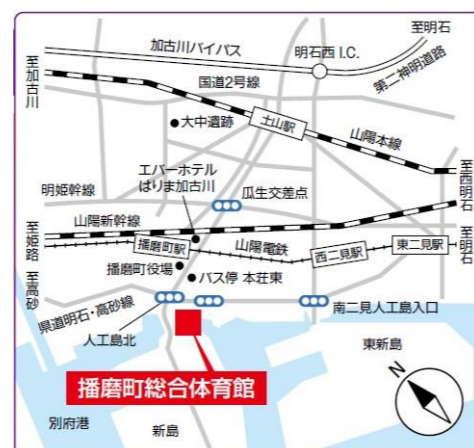 至明石
加古川バイパス
明石西 I.C.
第二神明道路
至加古川
国道2号線
土山駅
大中遺跡
山陽本線
エバーホテル
はりま加古川
瓜生交差点
明姫幹線
至西明石
山陽新幹線
至姫路
播磨町駅
山陽電鉄
西二見駅
東二見駅
至明石
播磨町役場
バス停 本荘東
至高砂
県道明石・高砂線
人工島北
南二見人工島入口
東新島
播磨町総合体育館
N
別府港
新島